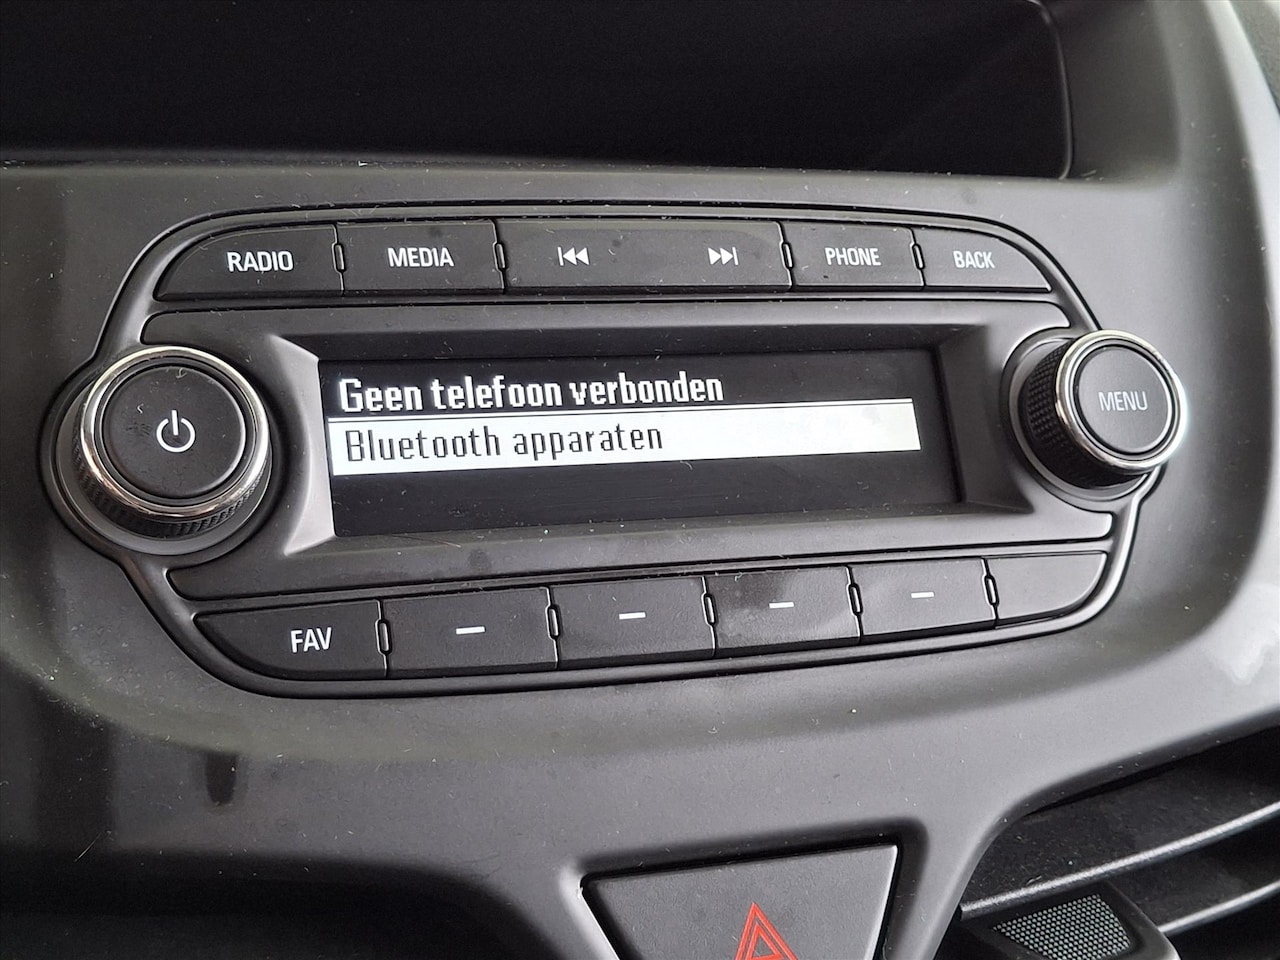 RADIO MEDIA PHONE BACK
Geen telefoon verbonden
Bluetooth apparaten
MENU
FAV